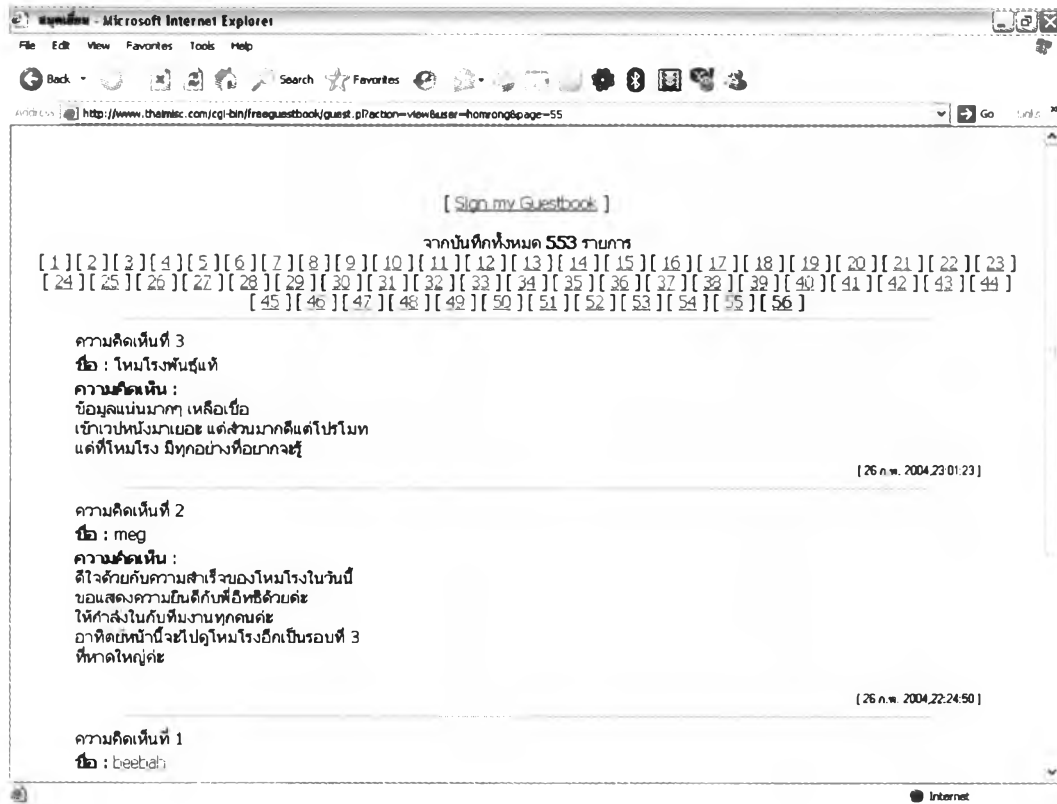 สมุดเยี่ยม - Microsoft Internet Explorer
File Edit View Favorites Tools Help
Back Search Favorites
Address http://www.thaimisc.com/cgi-bin/freeguestbook/guest.pl?action=view&user=homrong&page=55 Go Links
[ Sign my Guestbook ]
จากบันทึกทั้งหมด 553 รายการ
[ 1 ][ 2 ][ 3 ][ 4 ][ 5 ][ 6 ][ 7 ][ 8 ][ 9 ][ 10 ][ 11 ][ 12 ][ 13 ][ 14 ][ 15 ][ 16 ][ 17 ][ 18 ][ 19 ][ 20 ][ 21 ][ 22 ][ 23 ]
[ 24 ][ 25 ][ 26 ][ 27 ][ 28 ][ 29 ][ 30 ][ 31 ][ 32 ][ 33 ][ 34 ][ 35 ][ 36 ][ 37 ][ 38 ][ 39 ][ 40 ][ 41 ][ 42 ][ 43 ][ 44 ]
[ 45 ][ 46 ][ 47 ][ 48 ][ 49 ][ 50 ][ 51 ][ 52 ][ 53 ][ 54 ][ 55 ][ 56 ]
ความคิดเห็นที่ 3
ชื่อ : โหมโรงพันธุ์แท้
ความคิดเห็น :
ข้อมูลแน่นมากๆ เหลือเชื่อ
เข้าเวปหนังมาเยอะ แต่ส่วนมากดีแต่โปรโมท
แต่ที่โหมโรง มีทุกอย่างที่อยากจะรู้
[ 26 ก.พ. 2004,23:01:23 ]
ความคิดเห็นที่ 2
ชื่อ : meg
ความคิดเห็น :
ดีใจด้วยกับความสำเร็จของโหมโรงในวันนี้
ขอแสดงความยินดีกับพี่อิทธิด้วยค่ะ
ให้กำลังในกับทีมงานทุกคนค่ะ
อาทิตย์หน้านี้จะไปดูโหมโรงอีกเป็นรอบที่ 3
ที่หาดใหญ่ค่ะ
[ 26 ก.พ. 2004,22:24:50 ]
ความคิดเห็นที่ 1
ชื่อ : beebah
Internet